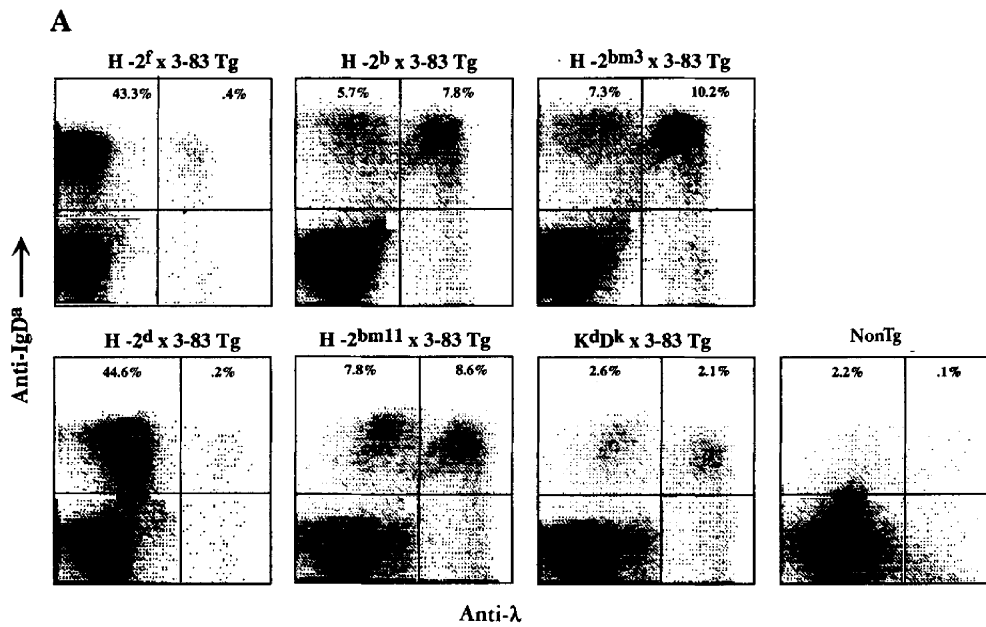 A
H-2f x 3-83 Tg
H-2b x 3-83 Tg
H-2bm3 x 3-83 Tg
43.3% .4%
5.7% 7.8%
7.3% 10.2%
Anti-IgDa
H-2d x 3-83 Tg
H-2bm11 x 3-83 Tg
KdDk x 3-83 Tg
NonTg
44.6% .2%
7.8% 8.6%
2.6% 2.1%
2.2% .1%
Anti-λ